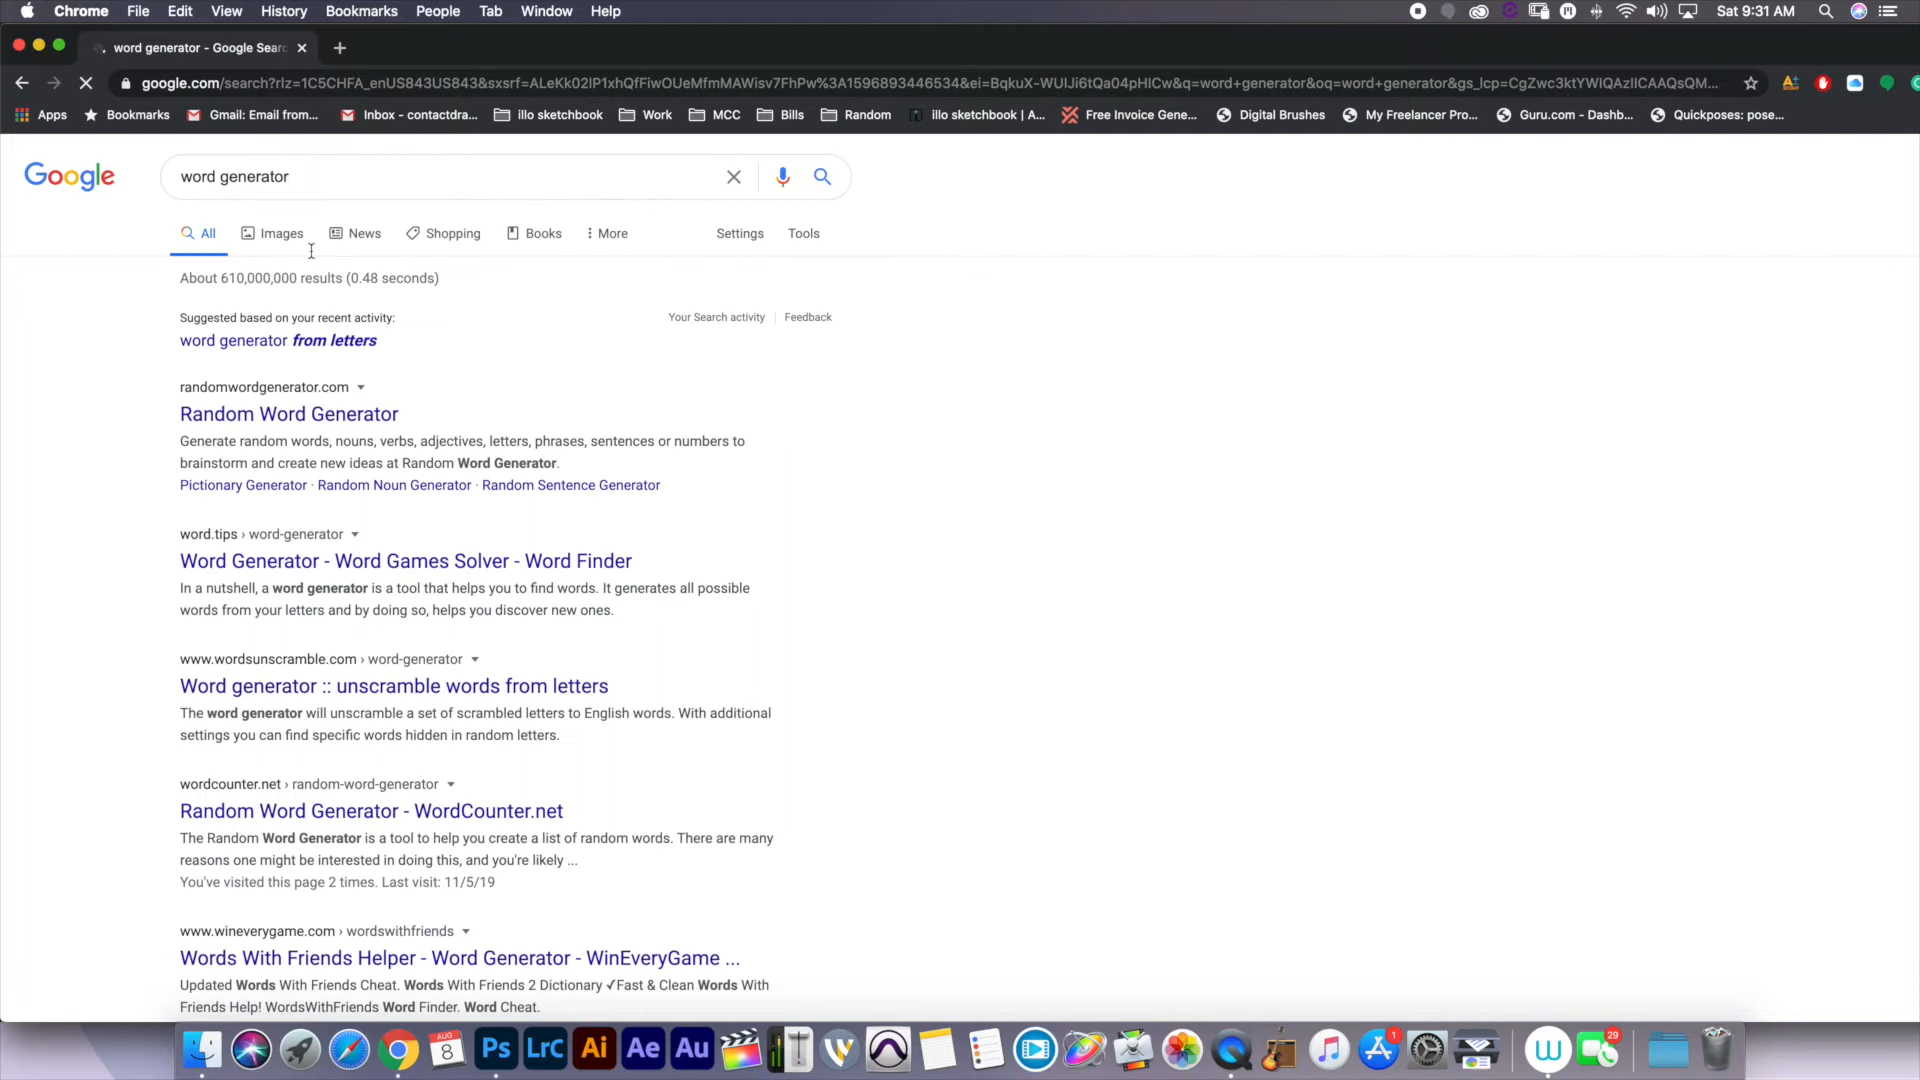 Chrome File Edit View History Bookmarks People Tab Window Help Sat 9:31 AM
word generator - Google Sear
google.com/search?rlz=1C5CHFA_enUS843US843&sxsrf=ALeKk02lP1xhQfFiwOUeMfmMAWisv7FhPw%3A1596893446534&ei=BqkuX-WUIJi6tQa04pHICw&q=word+generator&oq=word+generator&gs_lcp=CgZwc3ktYWIQAzIICAAQsQM...
Apps Bookmarks Gmail: Email from... Inbox - contactdra... illo sketchbook Work MCC Bills Random illo sketchbook | A... Free Invoice Gene... Digital Brushes My Freelancer Pro... Guru.com - Dashb... Quickposes: pose...
Google word generator
All Images News Shopping Books More Settings Tools
About 610,000,000 results (0.48 seconds)
Suggested based on your recent activity: Your Search activity Feedback
word generator from letters
randomwordgenerator.com
Random Word Generator
Generate random words, nouns, verbs, adjectives, letters, phrases, sentences or numbers to
brainstorm and create new ideas at Random Word Generator.
Pictionary Generator · Random Noun Generator · Random Sentence Generator
word.tips › word-generator
Word Generator - Word Games Solver - Word Finder
In a nutshell, a word generator is a tool that helps you to find words. It generates all possible
words from your letters and by doing so, helps you discover new ones.
www.wordsunscramble.com › word-generator
Word generator :: unscramble words from letters
The word generator will unscramble a set of scrambled letters to English words. With additional
settings you can find specific words hidden in random letters.
wordcounter.net › random-word-generator
Random Word Generator - WordCounter.net
The Random Word Generator is a tool to help you create a list of random words. There are many
reasons one might be interested in doing this, and you're likely ...
You've visited this page 2 times. Last visit: 11/5/19
www.wineverygame.com › wordswithfriends
Words With Friends Helper - Word Generator - WinEveryGame ...
Updated Words With Friends Cheat. Words With Friends 2 Dictionary ✓Fast & Clean Words With
Friends Help! WordsWithFriends Word Finder. Word Cheat.
AUG 8 Ps LrC Ai Ae Au 1 29